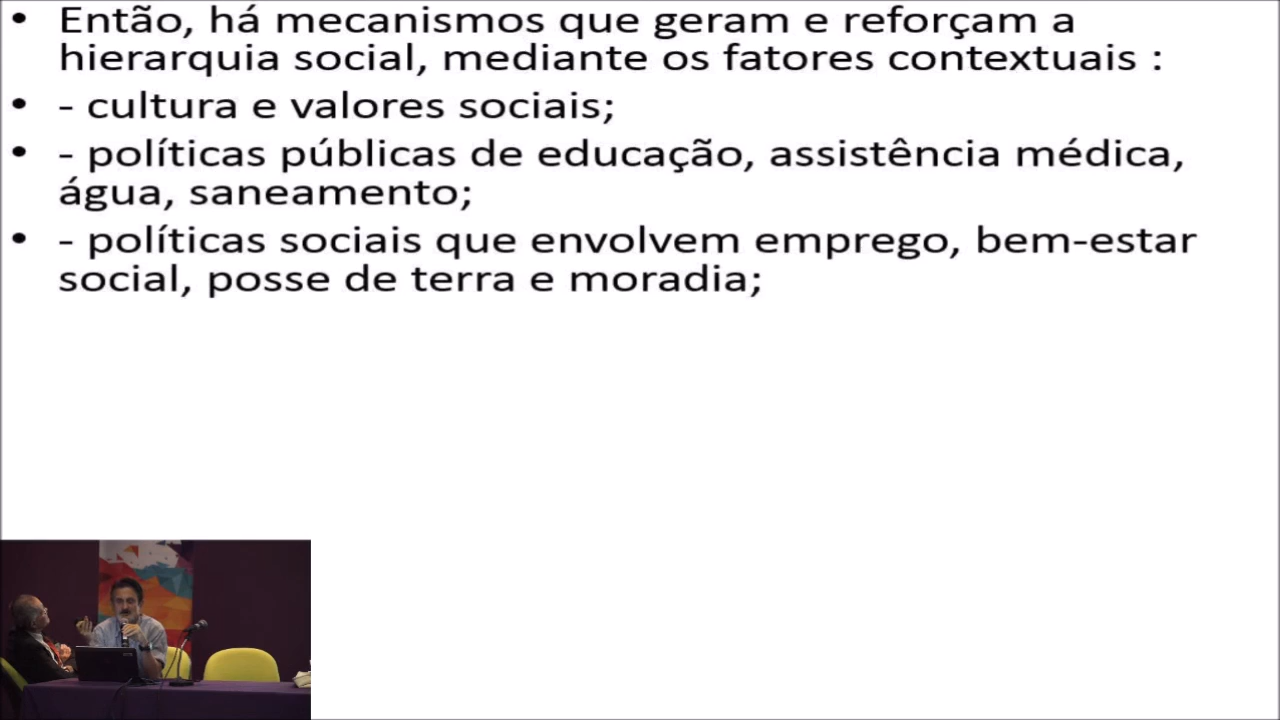 • Então, há mecanismos que geram e reforçam a
hierarquia social, mediante os fatores contextuais :
• - cultura e valores sociais;
• - políticas públicas de educação, assistência médica,
água, saneamento;
• - políticas sociais que envolvem emprego, bem-estar
social, posse de terra e moradia;